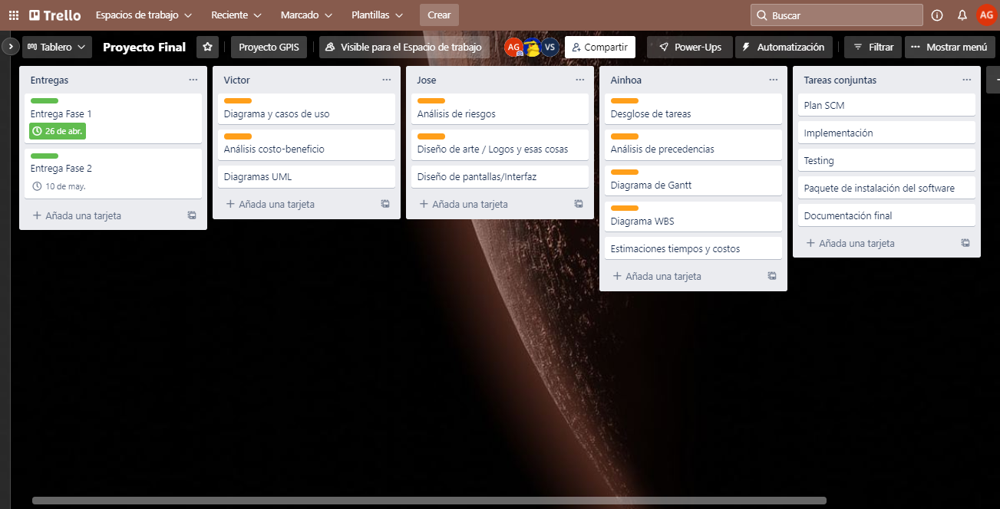 Trello
Espacios de trabajo
Reciente
Marcado
Plantillas
Crear
Buscar
AG
Tablero
Proyecto Final
Proyecto GPIS
Visible para el Espacio de trabajo
AG
VS
Compartir
Power-Ups
Automatización
Filtrar
Mostrar menú
Entregas
Entrega Fase 1
26 de abr.
Entrega Fase 2
10 de may.
Añada una tarjeta
Victor
Diagrama y casos de uso
Análisis costo-beneficio
Diagramas UML
Añada una tarjeta
Jose
Análisis de riesgos
Diseño de arte / Logos y esas cosas
Diseño de pantallas/Interfaz
Añada una tarjeta
Ainhoa
Desglose de tareas
Análisis de precedencias
Diagrama de Gantt
Diagrama WBS
Estimaciones tiempos y costos
Añada una tarjeta
Tareas conjuntas
Plan SCM
Implementación
Testing
Paquete de instalación del software
Documentación final
Añada una tarjeta